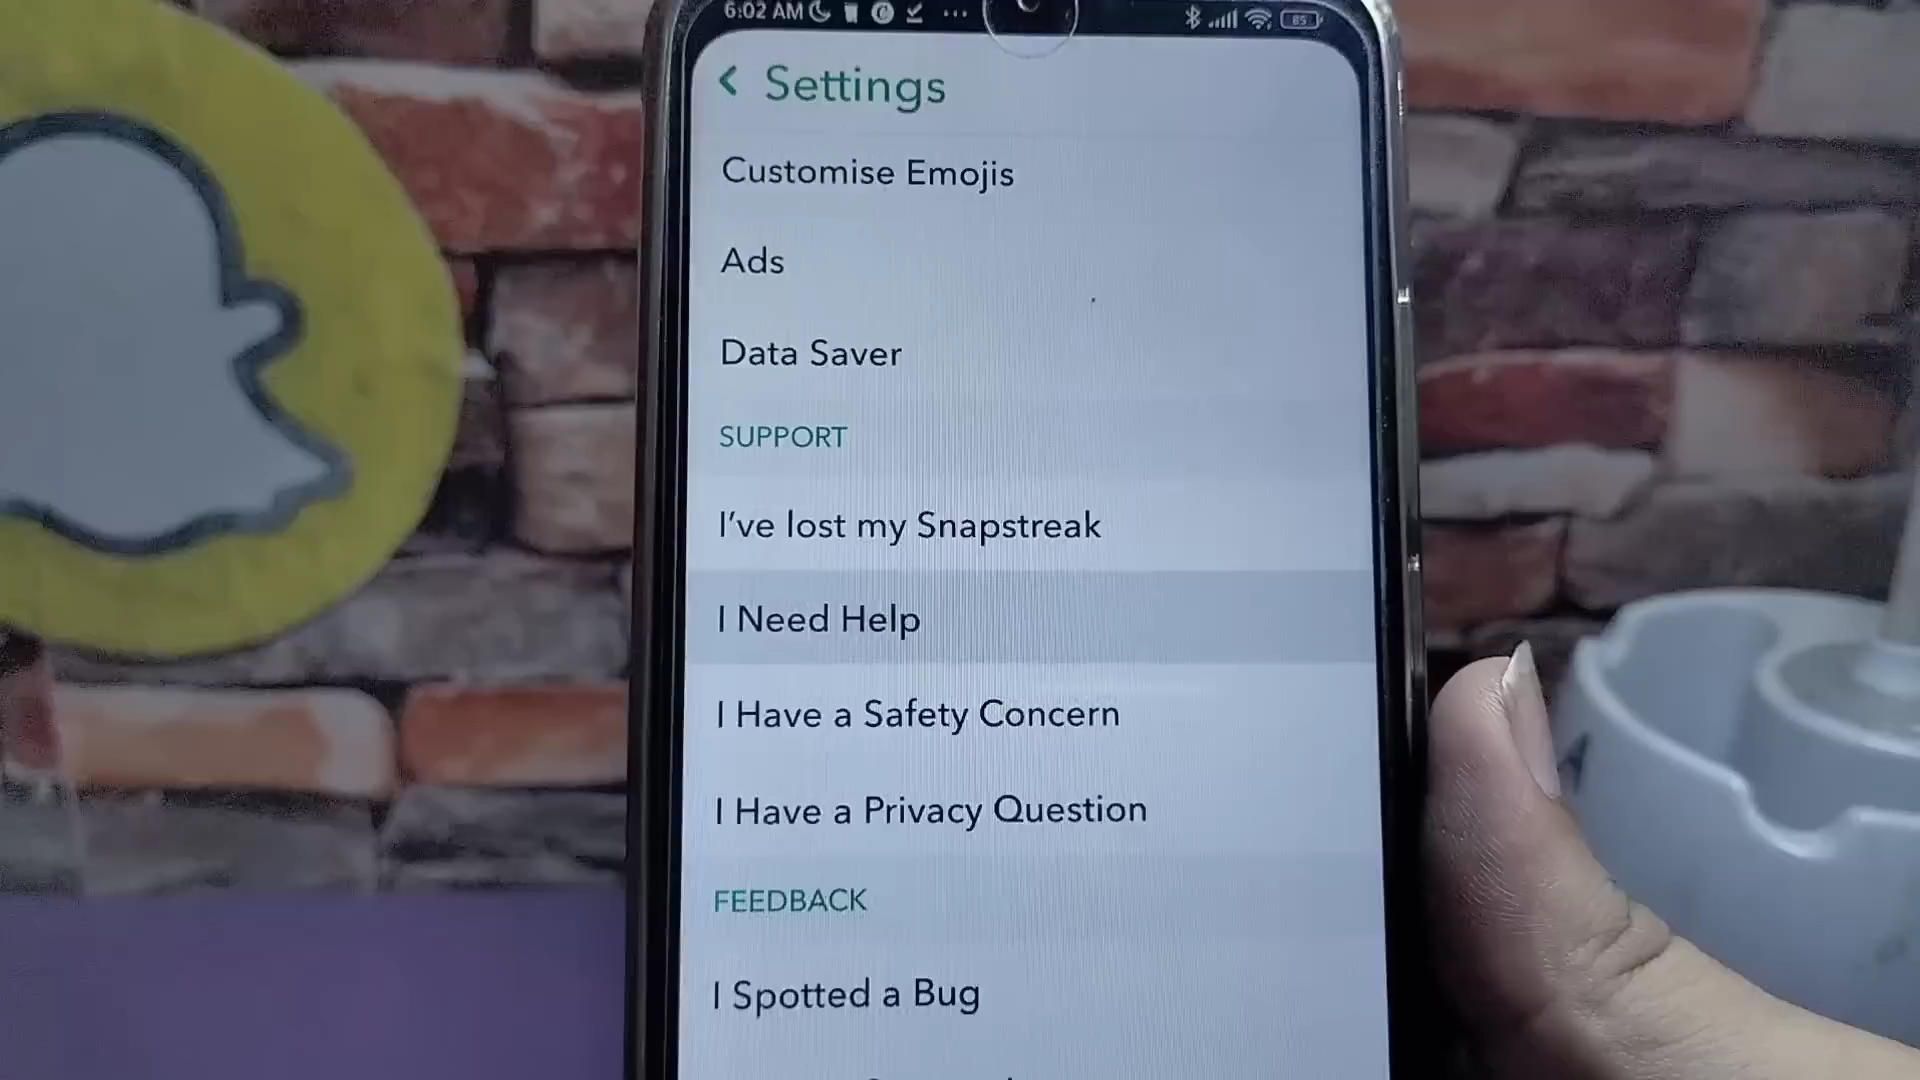 6:02 AM
85
Settings
Customise Emojis
Ads
Data Saver
SUPPORT
I've lost my Snapstreak
I Need Help
I Have a Safety Concern
I Have a Privacy Question
FEEDBACK
I Spotted a Bug